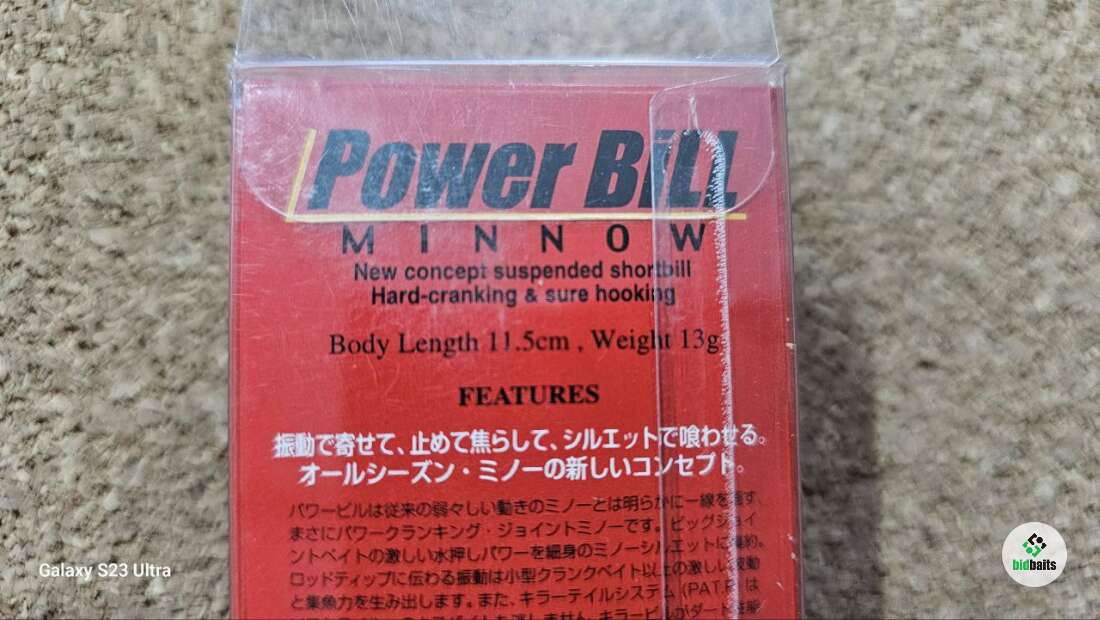 Power BiLL
MINNOW
New concept suspended shortbill
Hard-cranking & sure hooking
Body Length 11.5cm , Weight 13g
FEATURES
振動で寄せて、止めて焦らして、シルエットで喰わせる。
オールシーズン・ミノーの新しいコンセプト。
パワービルは従来の弱々しい動きのミノーとは明らかに一線を画す、
まさにパワークランキング・ジョイントミノーです。ビッグジョイ
ントベイトの激しい水押しパワーを細身のミノーシルエットに凝約。
ロッドティップに伝わる振動は小型クランクベイト以上の激しい波動
と集魚力を生み出します。また、キラーテイルシステム(PAT.P)は
Galaxy S23 Ultra
bidbaits